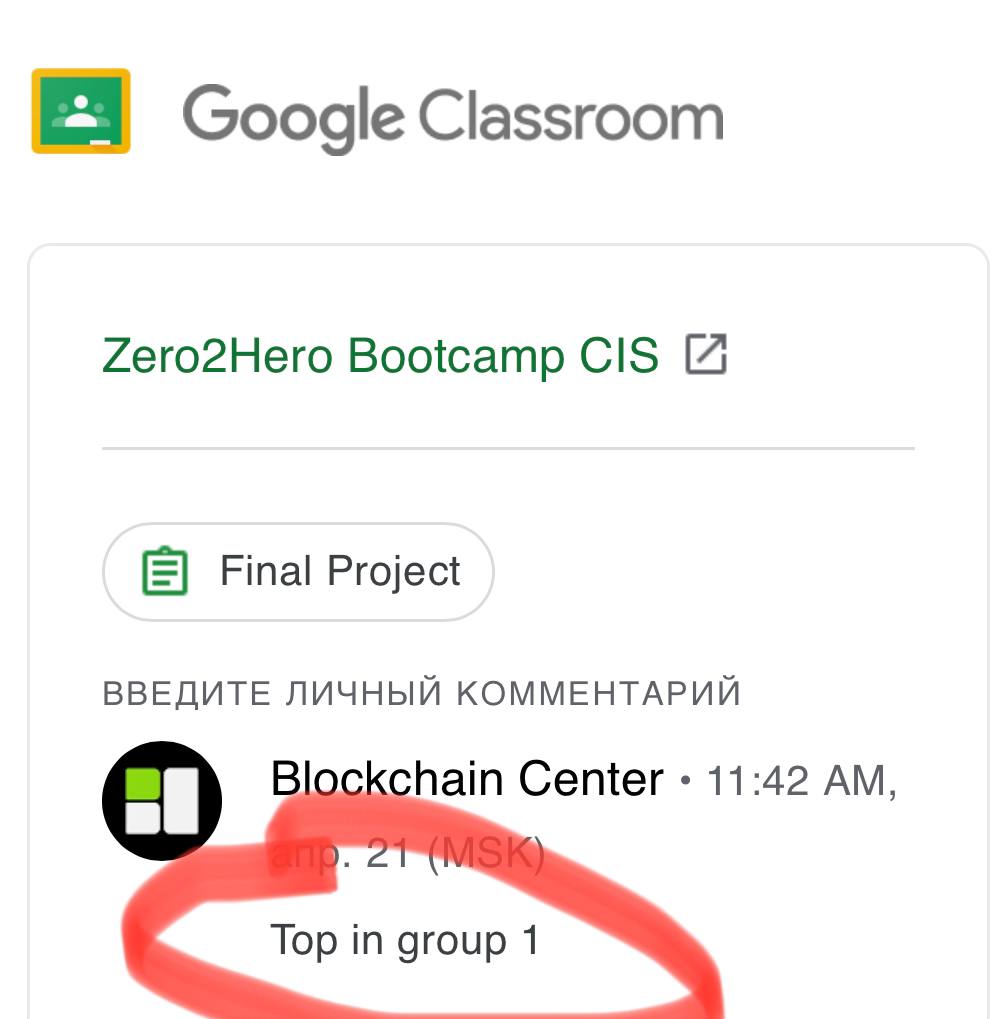 Google Classroom
Zero2Hero Bootcamp CIS
Final Project
ВВЕДИТЕ ЛИЧНЫЙ КОММЕНТАРИЙ
Blockchain Center • 11:42 AM,
апр. 21 (MSK)
Top in group 1